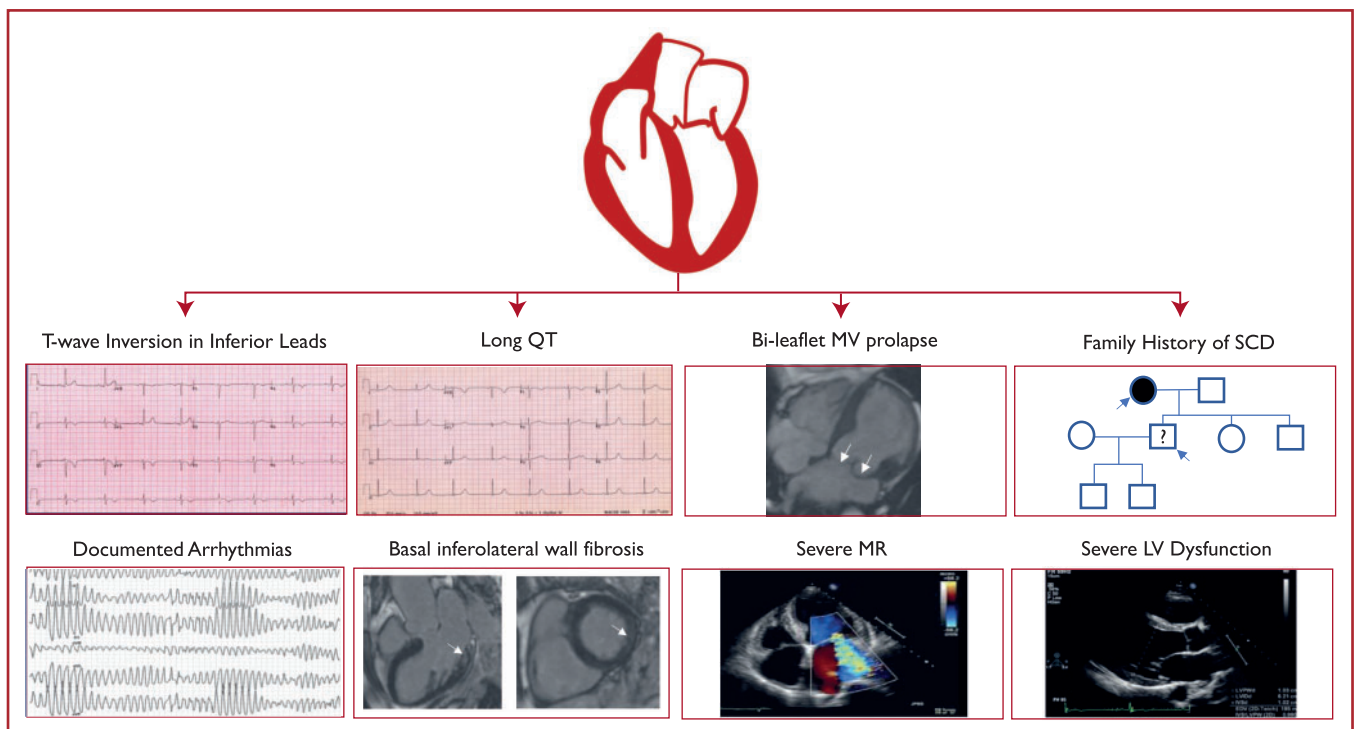 T-wave Inversion in Inferior Leads
Long QT
Bi-leaflet MV prolapse
Family History of SCD
?
Documented Arrhythmias
Basal inferolateral wall fibrosis
Severe MR
Severe LV Dysfunction